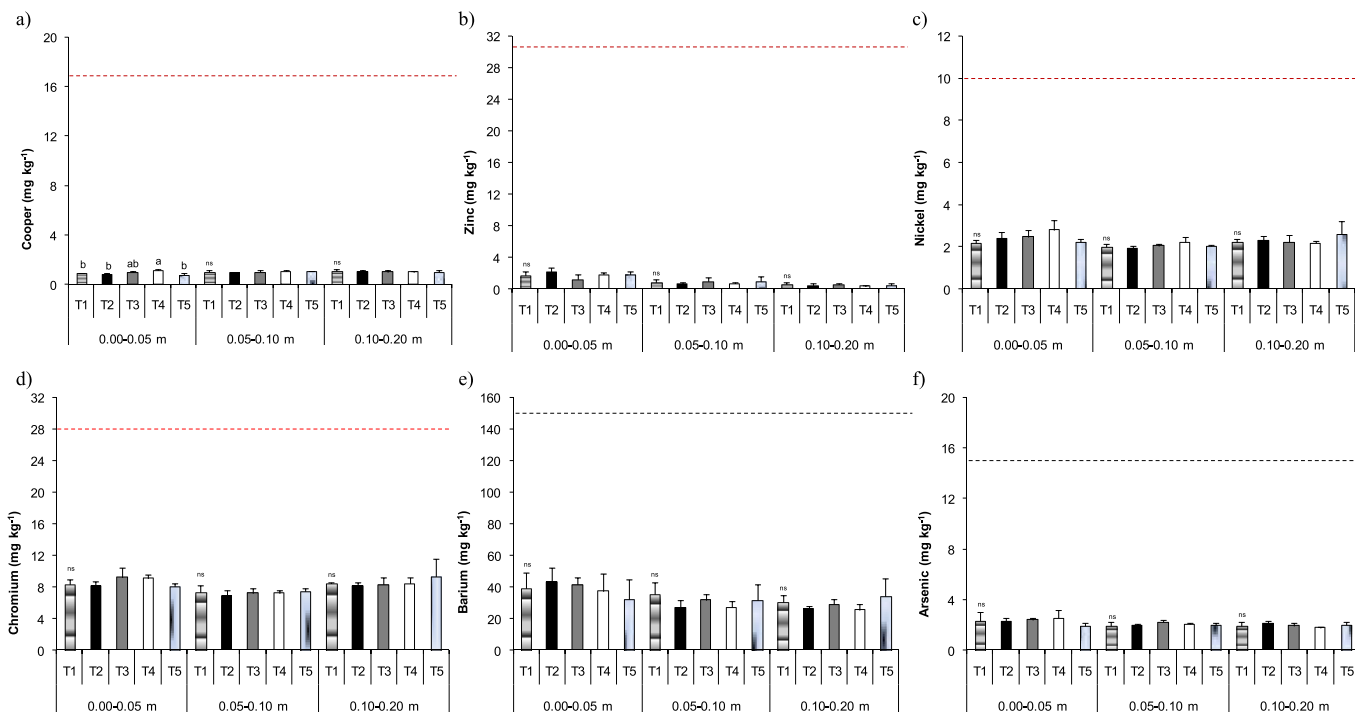 a)
20
16
12
8
4
0
Cooper (mg kg⁻¹)
b b ab a b ns ns
T1 T2 T3 T4 T5 T1 T2 T3 T4 T5 T1 T2 T3 T4 T5
0.00-0.05 m 0.05-0.10 m 0.10-0.20 m
b)
32
28
24
20
16
12
8
4
0
Zinc (mg kg⁻¹)
ns ns ns
T1 T2 T3 T4 T5 T1 T2 T3 T4 T5 T1 T2 T3 T4 T5
0.00-0.05 m 0.05-0.10 m 0.10-0.20 m
c)
12
10
8
6
4
2
0
Nickel (mg kg⁻¹)
ns ns ns
T1 T2 T3 T4 T5 T1 T2 T3 T4 T5 T1 T2 T3 T4 T5
0.00-0.05 m 0.05-0.10 m 0.10-0.20 m
d)
32
28
24
20
16
12
8
4
0
Chromium (mg kg⁻¹)
ns ns ns
T1 T2 T3 T4 T5 T1 T2 T3 T4 T5 T1 T2 T3 T4 T5
0.00-0.05 m 0.05-0.10 m 0.10-0.20 m
e)
160
140
120
100
80
60
40
20
0
Barium (mg kg⁻¹)
ns ns ns
T1 T2 T3 T4 T5 T1 T2 T3 T4 T5 T1 T2 T3 T4 T5
0.00-0.05 m 0.05-0.10 m 0.10-0.20 m
f)
20
16
12
8
4
0
Arsenic (mg kg⁻¹)
ns ns ns
T1 T2 T3 T4 T5 T1 T2 T3 T4 T5 T1 T2 T3 T4 T5
0.00-0.05 m 0.05-0.10 m 0.10-0.20 m